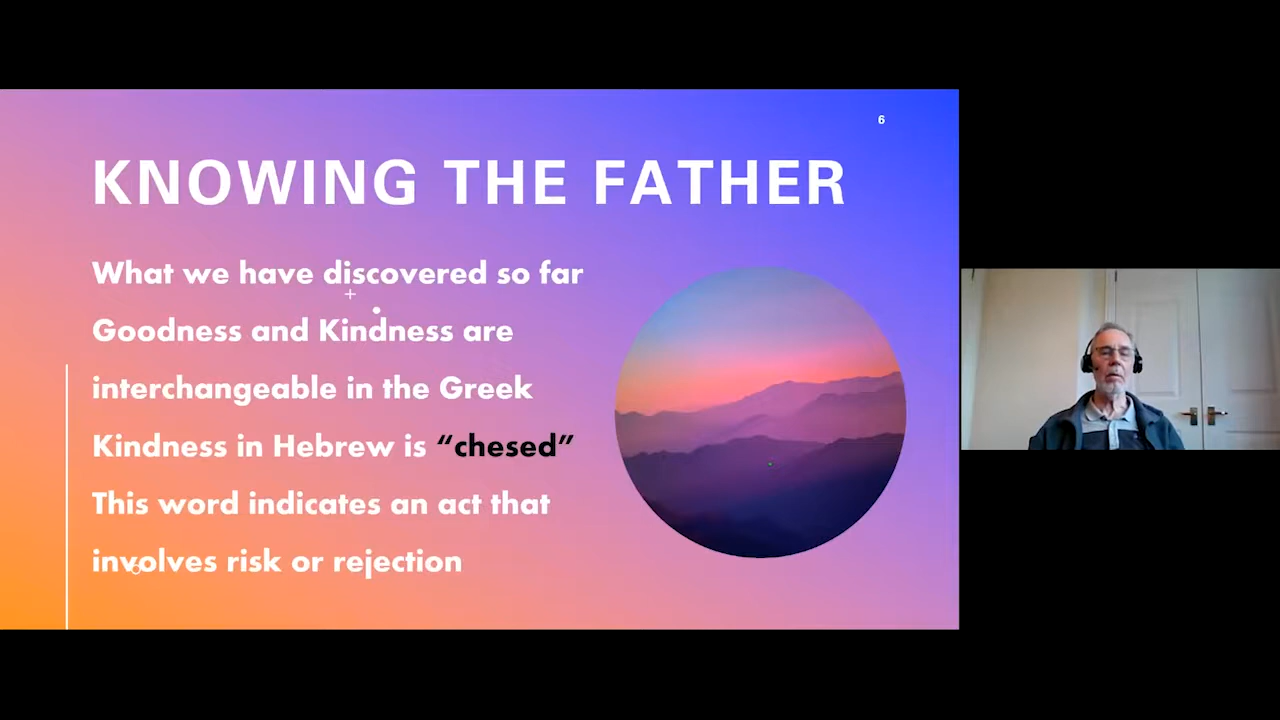 6
KNOWING THE FATHER
What we have discovered so far
Goodness and Kindness are
interchangeable in the Greek
Kindness in Hebrew is “chesed”
This word indicates an act that
involves risk or rejection